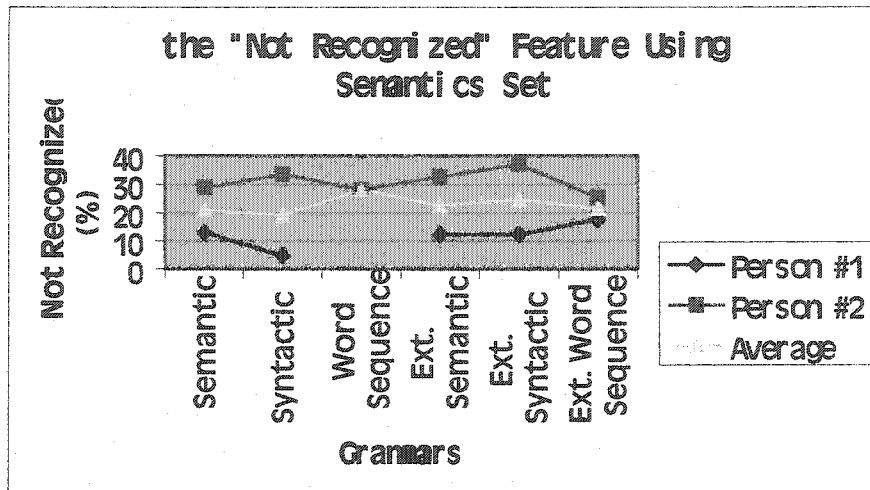 the "Not Recognized" Feature Using
Semantics Set
Not Recognized
(%)
40
30
20
10
0
Semantic
Syntactic
Word
Sequence
Ext.
Semantic
Ext.
Syntactic
Ext. Word
Sequence
Grammars
Person #1
Person #2
Average